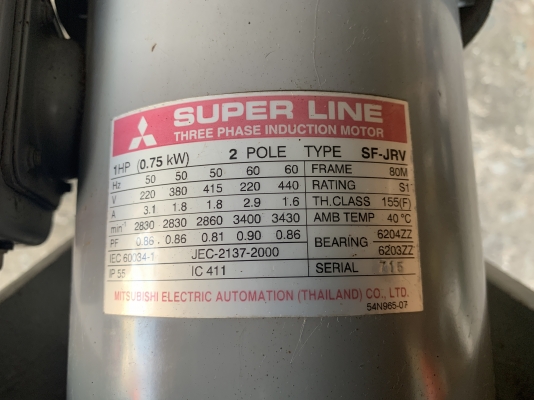 SUPER LINE
THREE PHASE INDUCTION MOTOR
1HP (0.75 kW) 2 POLE TYPE SF-JRV
Hz 50 50 50 60 60 FRAME 80M
V 220 380 415 220 440 RATING S1
A 3.1 1.8 1.8 2.9 1.6 TH.CLASS 155(F)
min⁻¹ 2830 2830 2860 3400 3430 AMB TEMP 40 °C
PF 0.86 0.86 0.81 0.90 0.86 BEARING 6204ZZ
IEC 60034-1 JEC-2137-2000 6203ZZ
IP 55 IC 411 SERIAL
MITSUBISHI ELECTRIC AUTOMATION (THAILAND) CO., LTD.
54N965-07